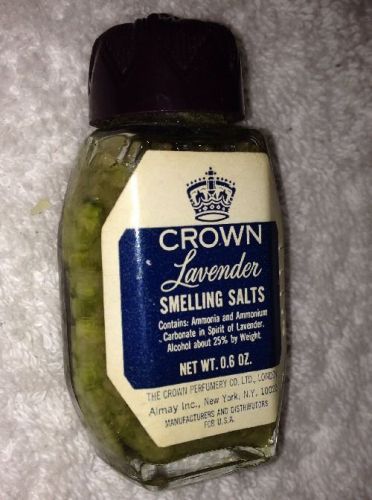 CROWN
Lavender
SMELLING SALTS
Contains: Ammonia and Ammonium
Carbonate in Spirit of Lavender.
Alcohol about 25% by Weight.
NET WT. 0.6 OZ.
THE CROWN PERFUMERY CO. LTD., LONDON
Almay Inc., New York, N.Y.
MANUFACTURERS AND DISTRIBUTORS
FOR U.S.A.